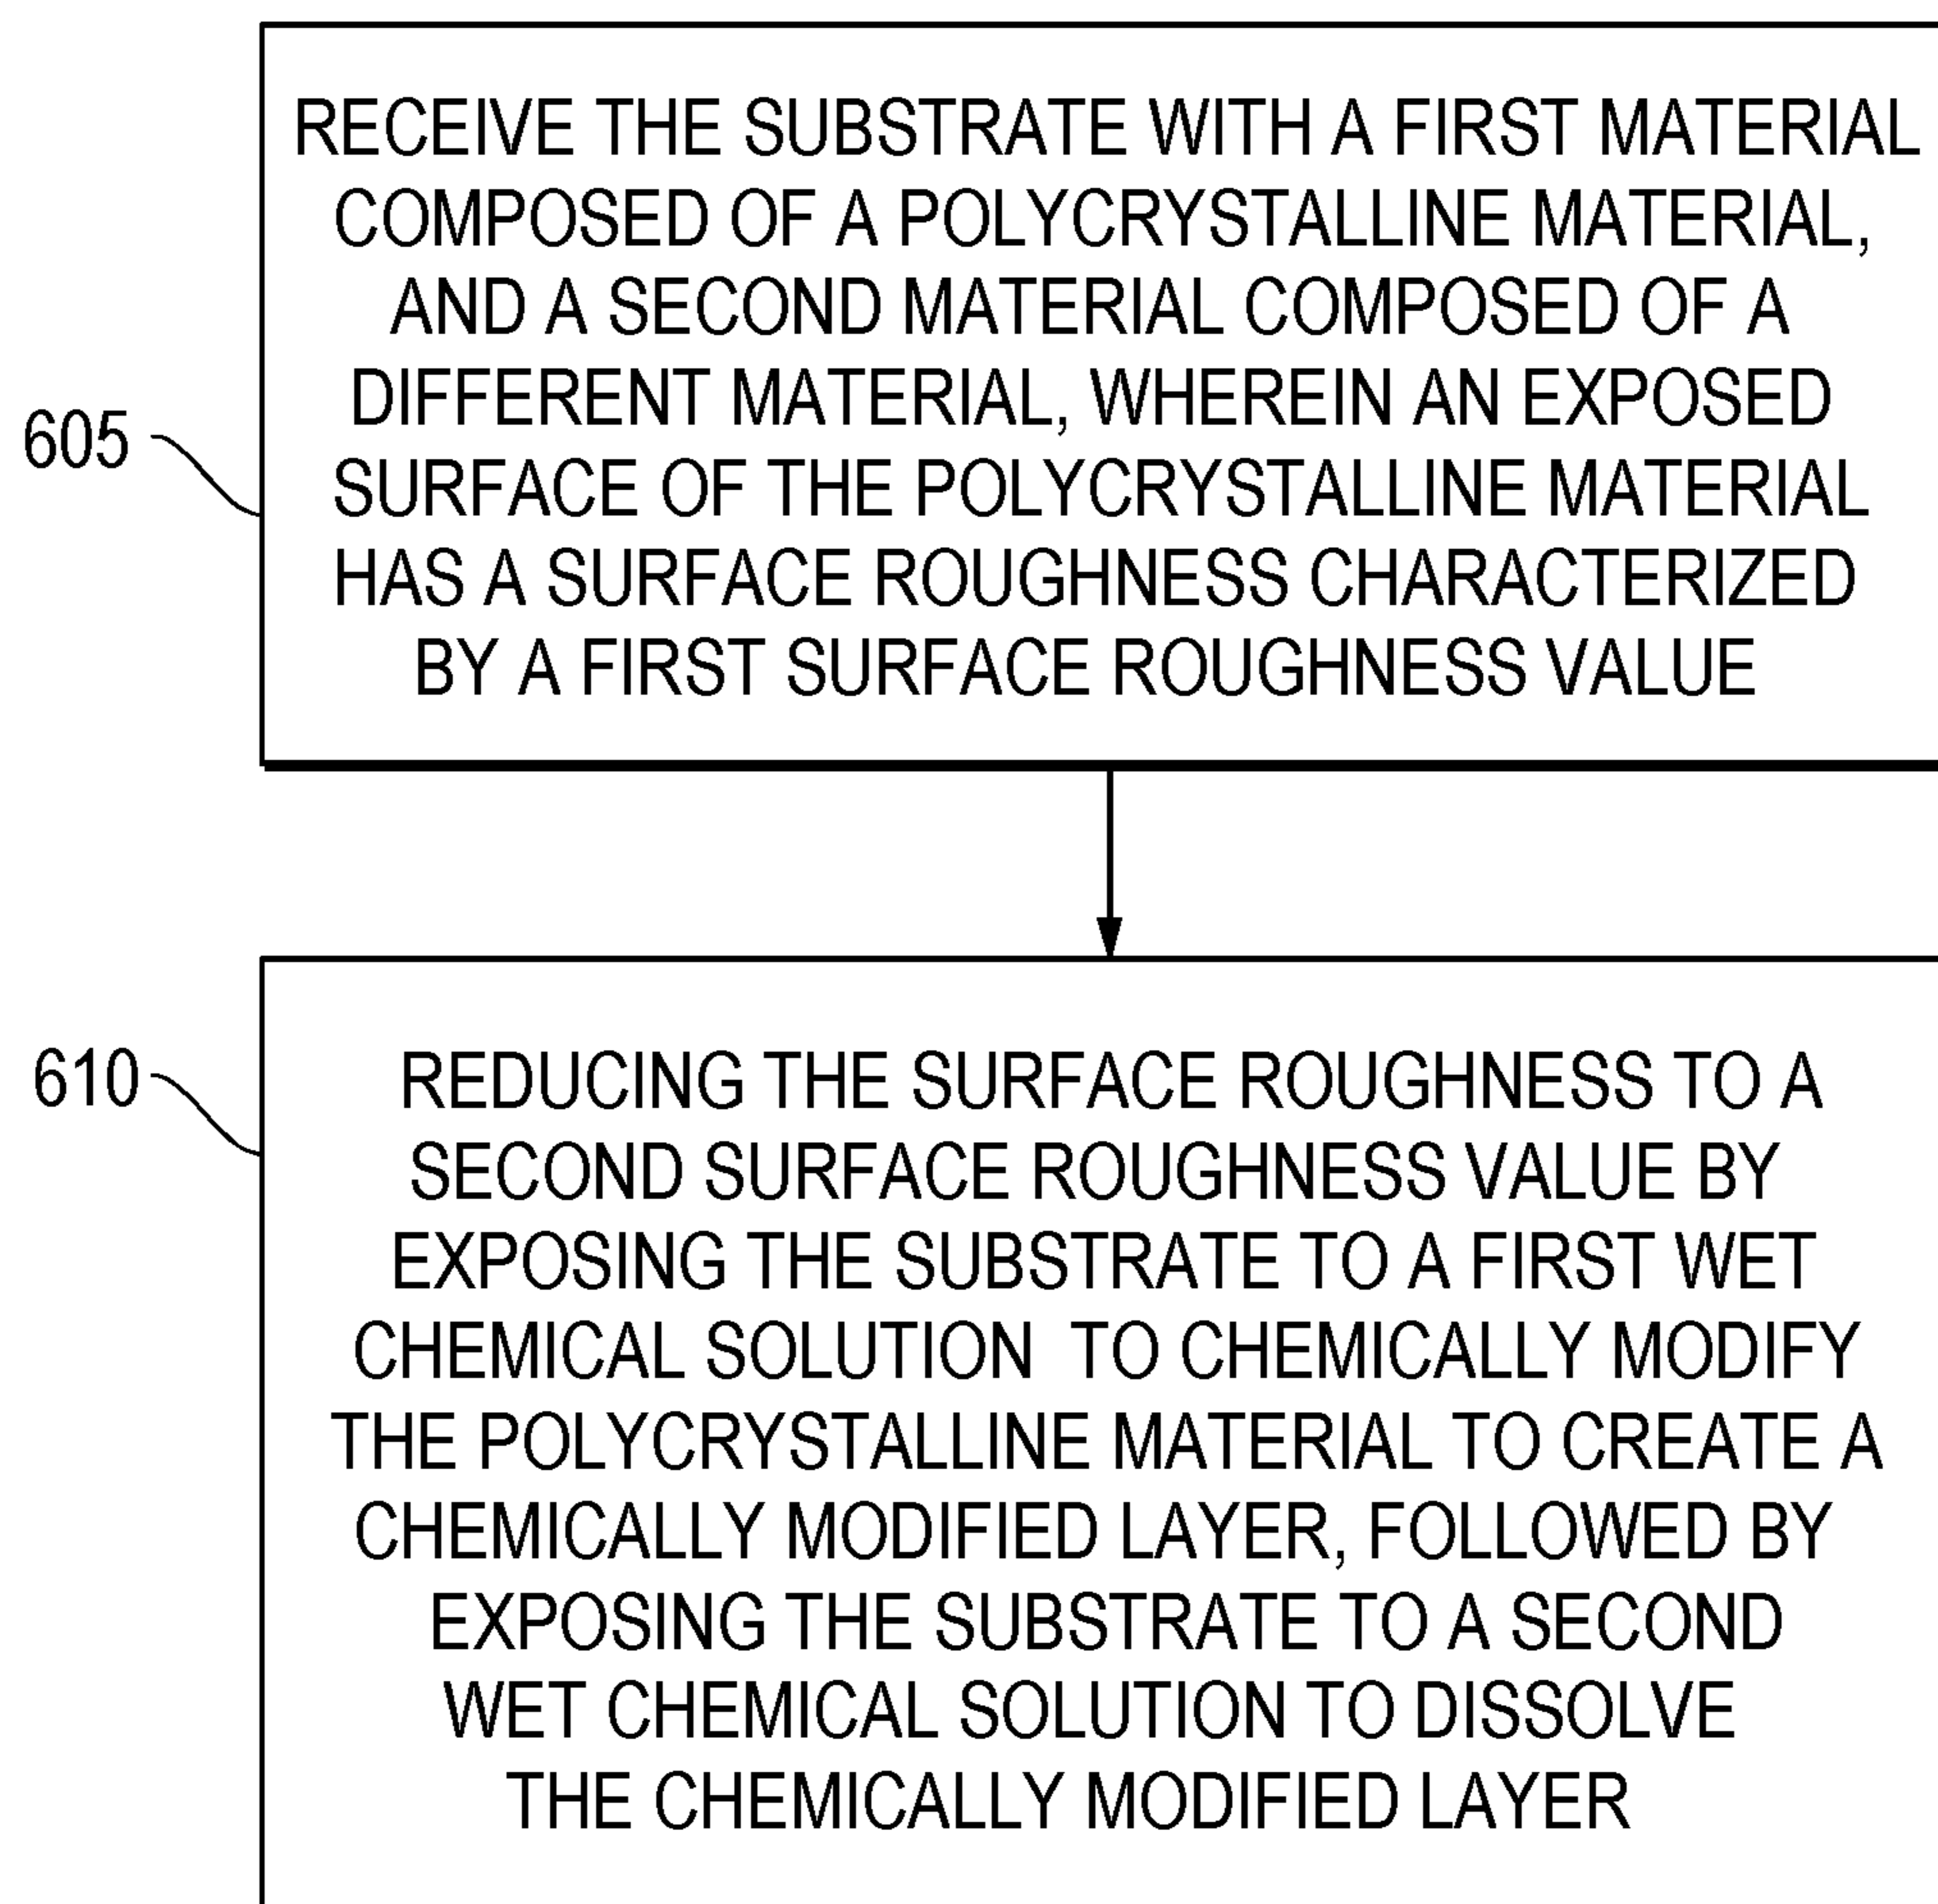 RECEIVE THE SUBSTRATE WITH A FIRST MATERIAL
COMPOSED OF A POLYCRYSTALLINE MATERIAL,
AND A SECOND MATERIAL COMPOSED OF A
DIFFERENT MATERIAL, WHEREIN AN EXPOSED
SURFACE OF THE POLYCRYSTALLINE MATERIAL
HAS A SURFACE ROUGHNESS CHARACTERIZED
BY A FIRST SURFACE ROUGHNESS VALUE
605
610
REDUCING THE SURFACE ROUGHNESS TO A
SECOND SURFACE ROUGHNESS VALUE BY
EXPOSING THE SUBSTRATE TO A FIRST WET
CHEMICAL SOLUTION TO CHEMICALLY MODIFY
THE POLYCRYSTALLINE MATERIAL TO CREATE A
CHEMICALLY MODIFIED LAYER, FOLLOWED BY
EXPOSING THE SUBSTRATE TO A SECOND
WET CHEMICAL SOLUTION TO DISSOLVE
THE CHEMICALLY MODIFIED LAYER